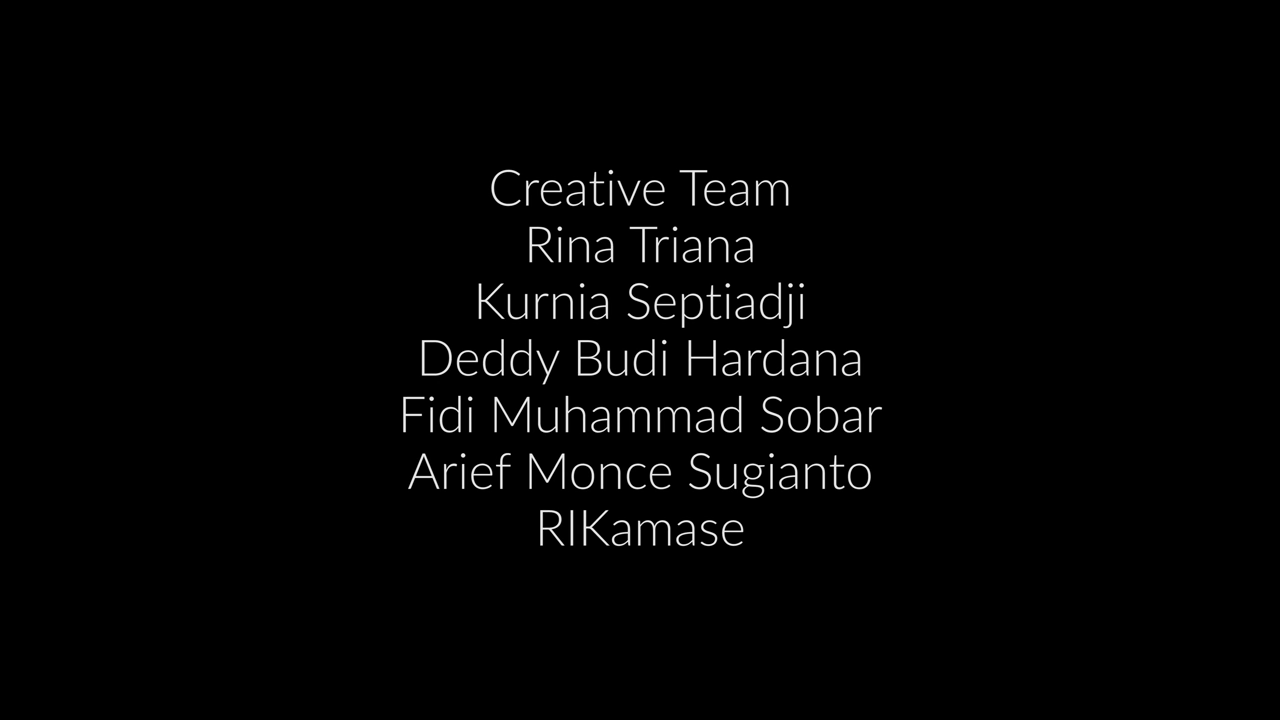 Creative Team
Rina Triana
Kurnia Septiadji
Deddy Budi Hardana
Fidi Muhammad Sobar
Arief Monce Sugianto
RIKamase